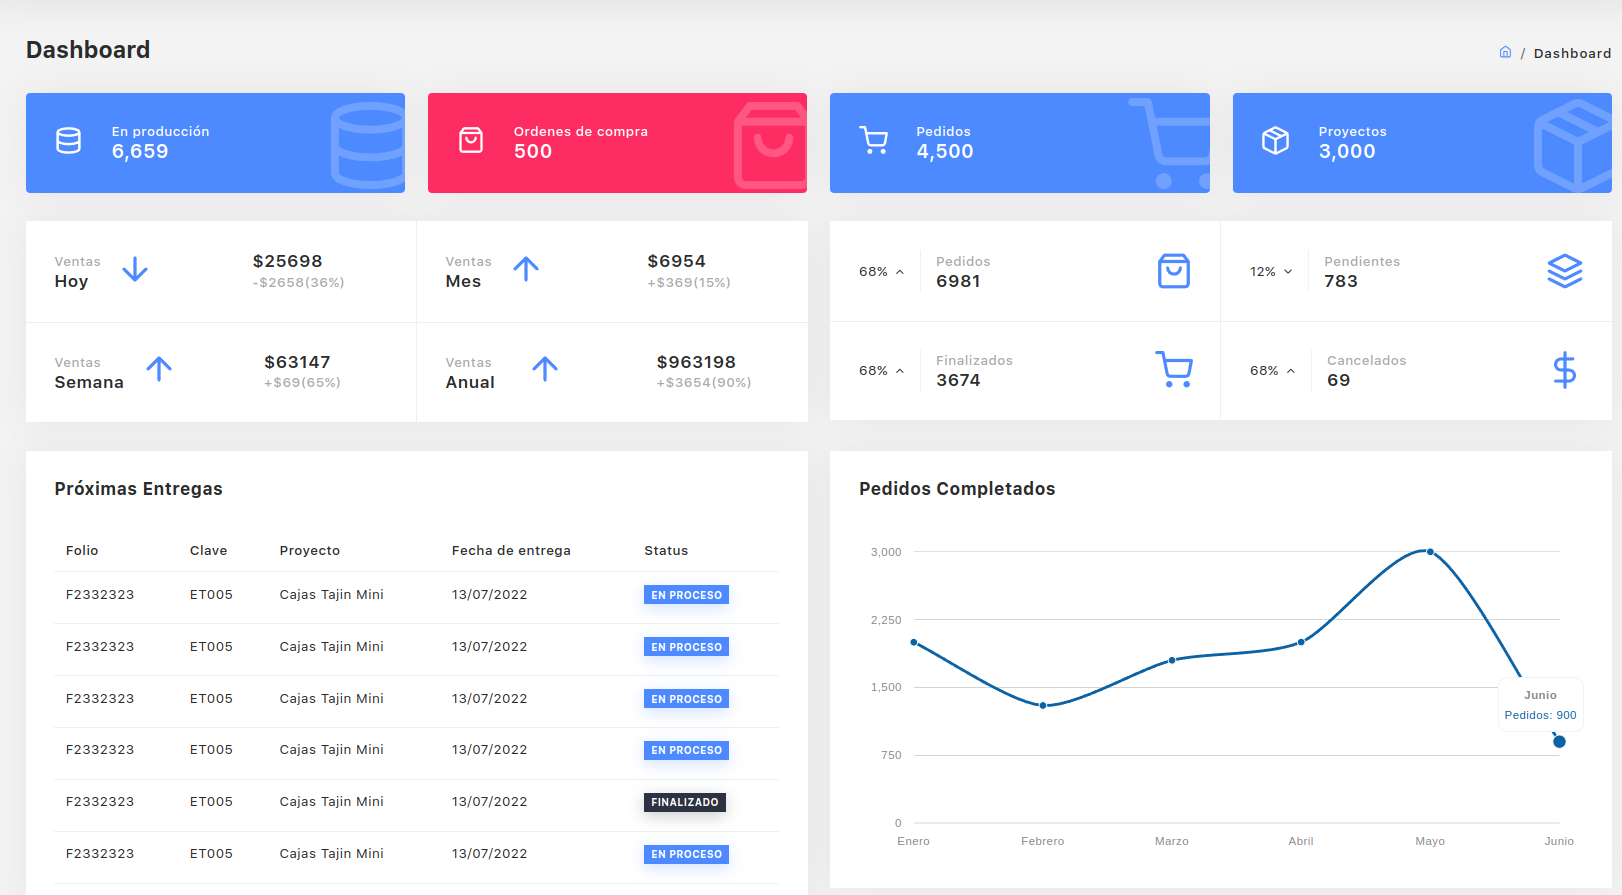 Dashboard
/ Dashboard
En producción
6,659
Ordenes de compra
500
Pedidos
4,500
Proyectos
3,000
Ventas
Hoy
$25698
-$2658(36%)
Ventas
Mes
$6954
+$369(15%)
68%
Pedidos
6981
12%
Pendientes
783
Ventas
Semana
$63147
+$69(65%)
Ventas
Anual
$963198
+$3654(90%)
68%
Finalizados
3674
68%
Cancelados
69
Próximas Entregas
Folio Clave Proyecto Fecha de entrega Status
F2332323 ET005 Cajas Tajin Mini 13/07/2022 EN PROCESO
F2332323 ET005 Cajas Tajin Mini 13/07/2022 EN PROCESO
F2332323 ET005 Cajas Tajin Mini 13/07/2022 EN PROCESO
F2332323 ET005 Cajas Tajin Mini 13/07/2022 EN PROCESO
F2332323 ET005 Cajas Tajin Mini 13/07/2022 FINALIZADO
F2332323 ET005 Cajas Tajin Mini 13/07/2022 EN PROCESO
Pedidos Completados
3,000
2,250
1,500
750
0
Junio
Pedidos: 900
Enero Febrero Marzo Abril Mayo Junio